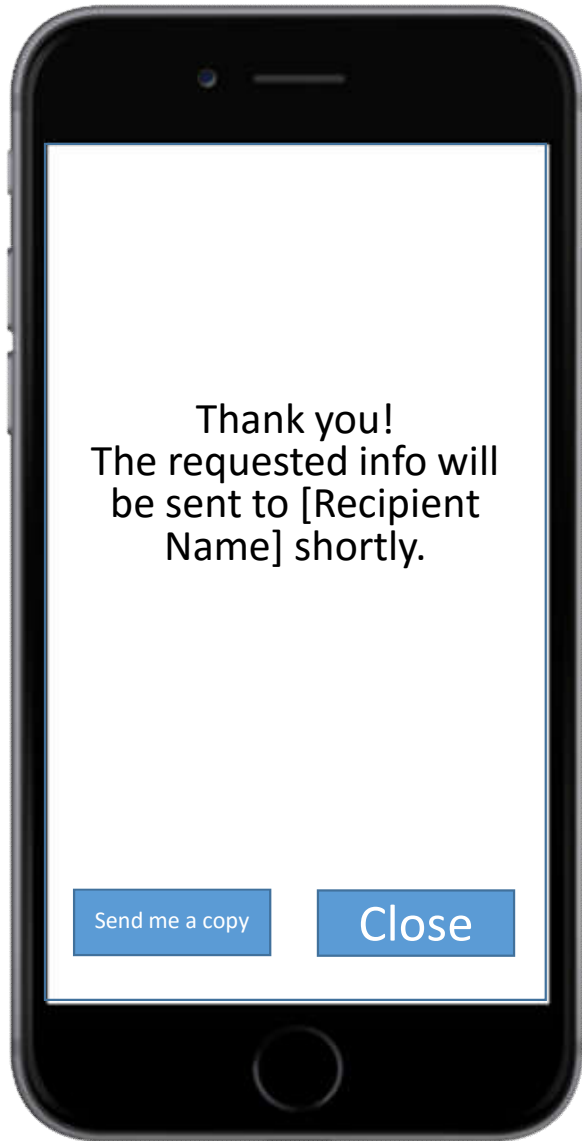 Thank you!
The requested info will
be sent to [Recipient
Name] shortly.
Send me a copy
Close